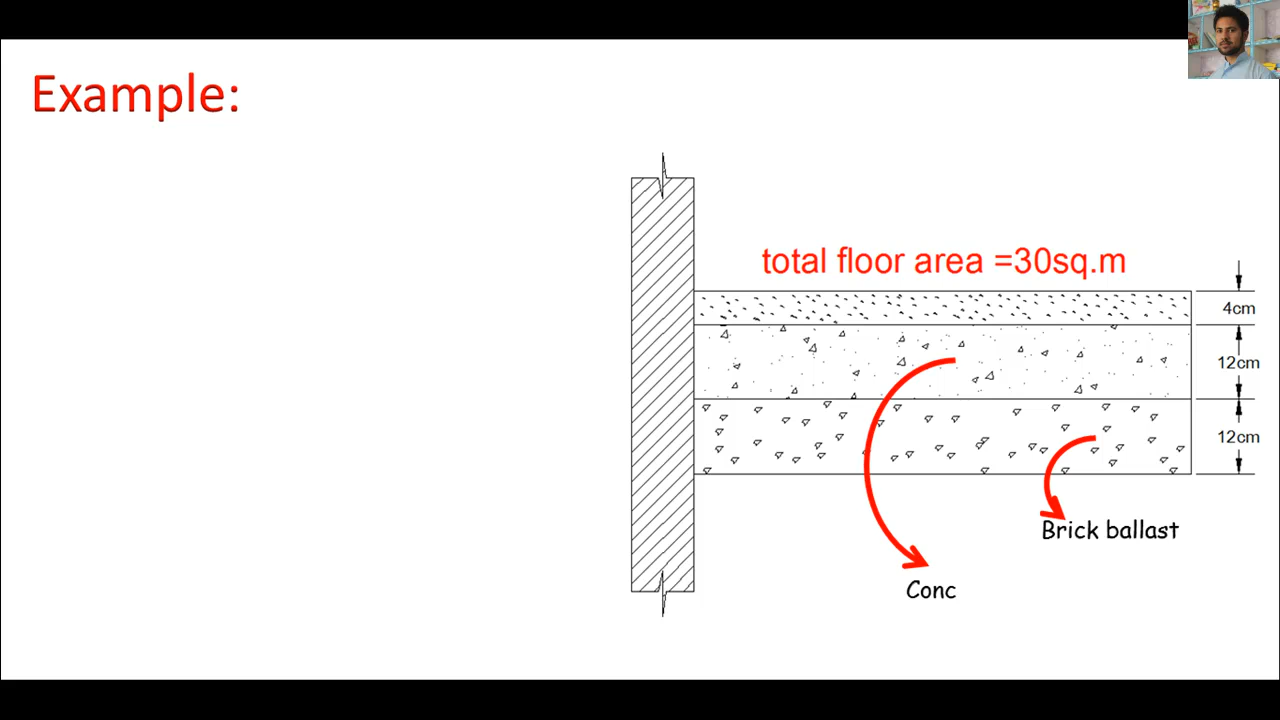 Example:
total floor area =30sq.m
4cm
12cm
12cm
Brick ballast
Conc